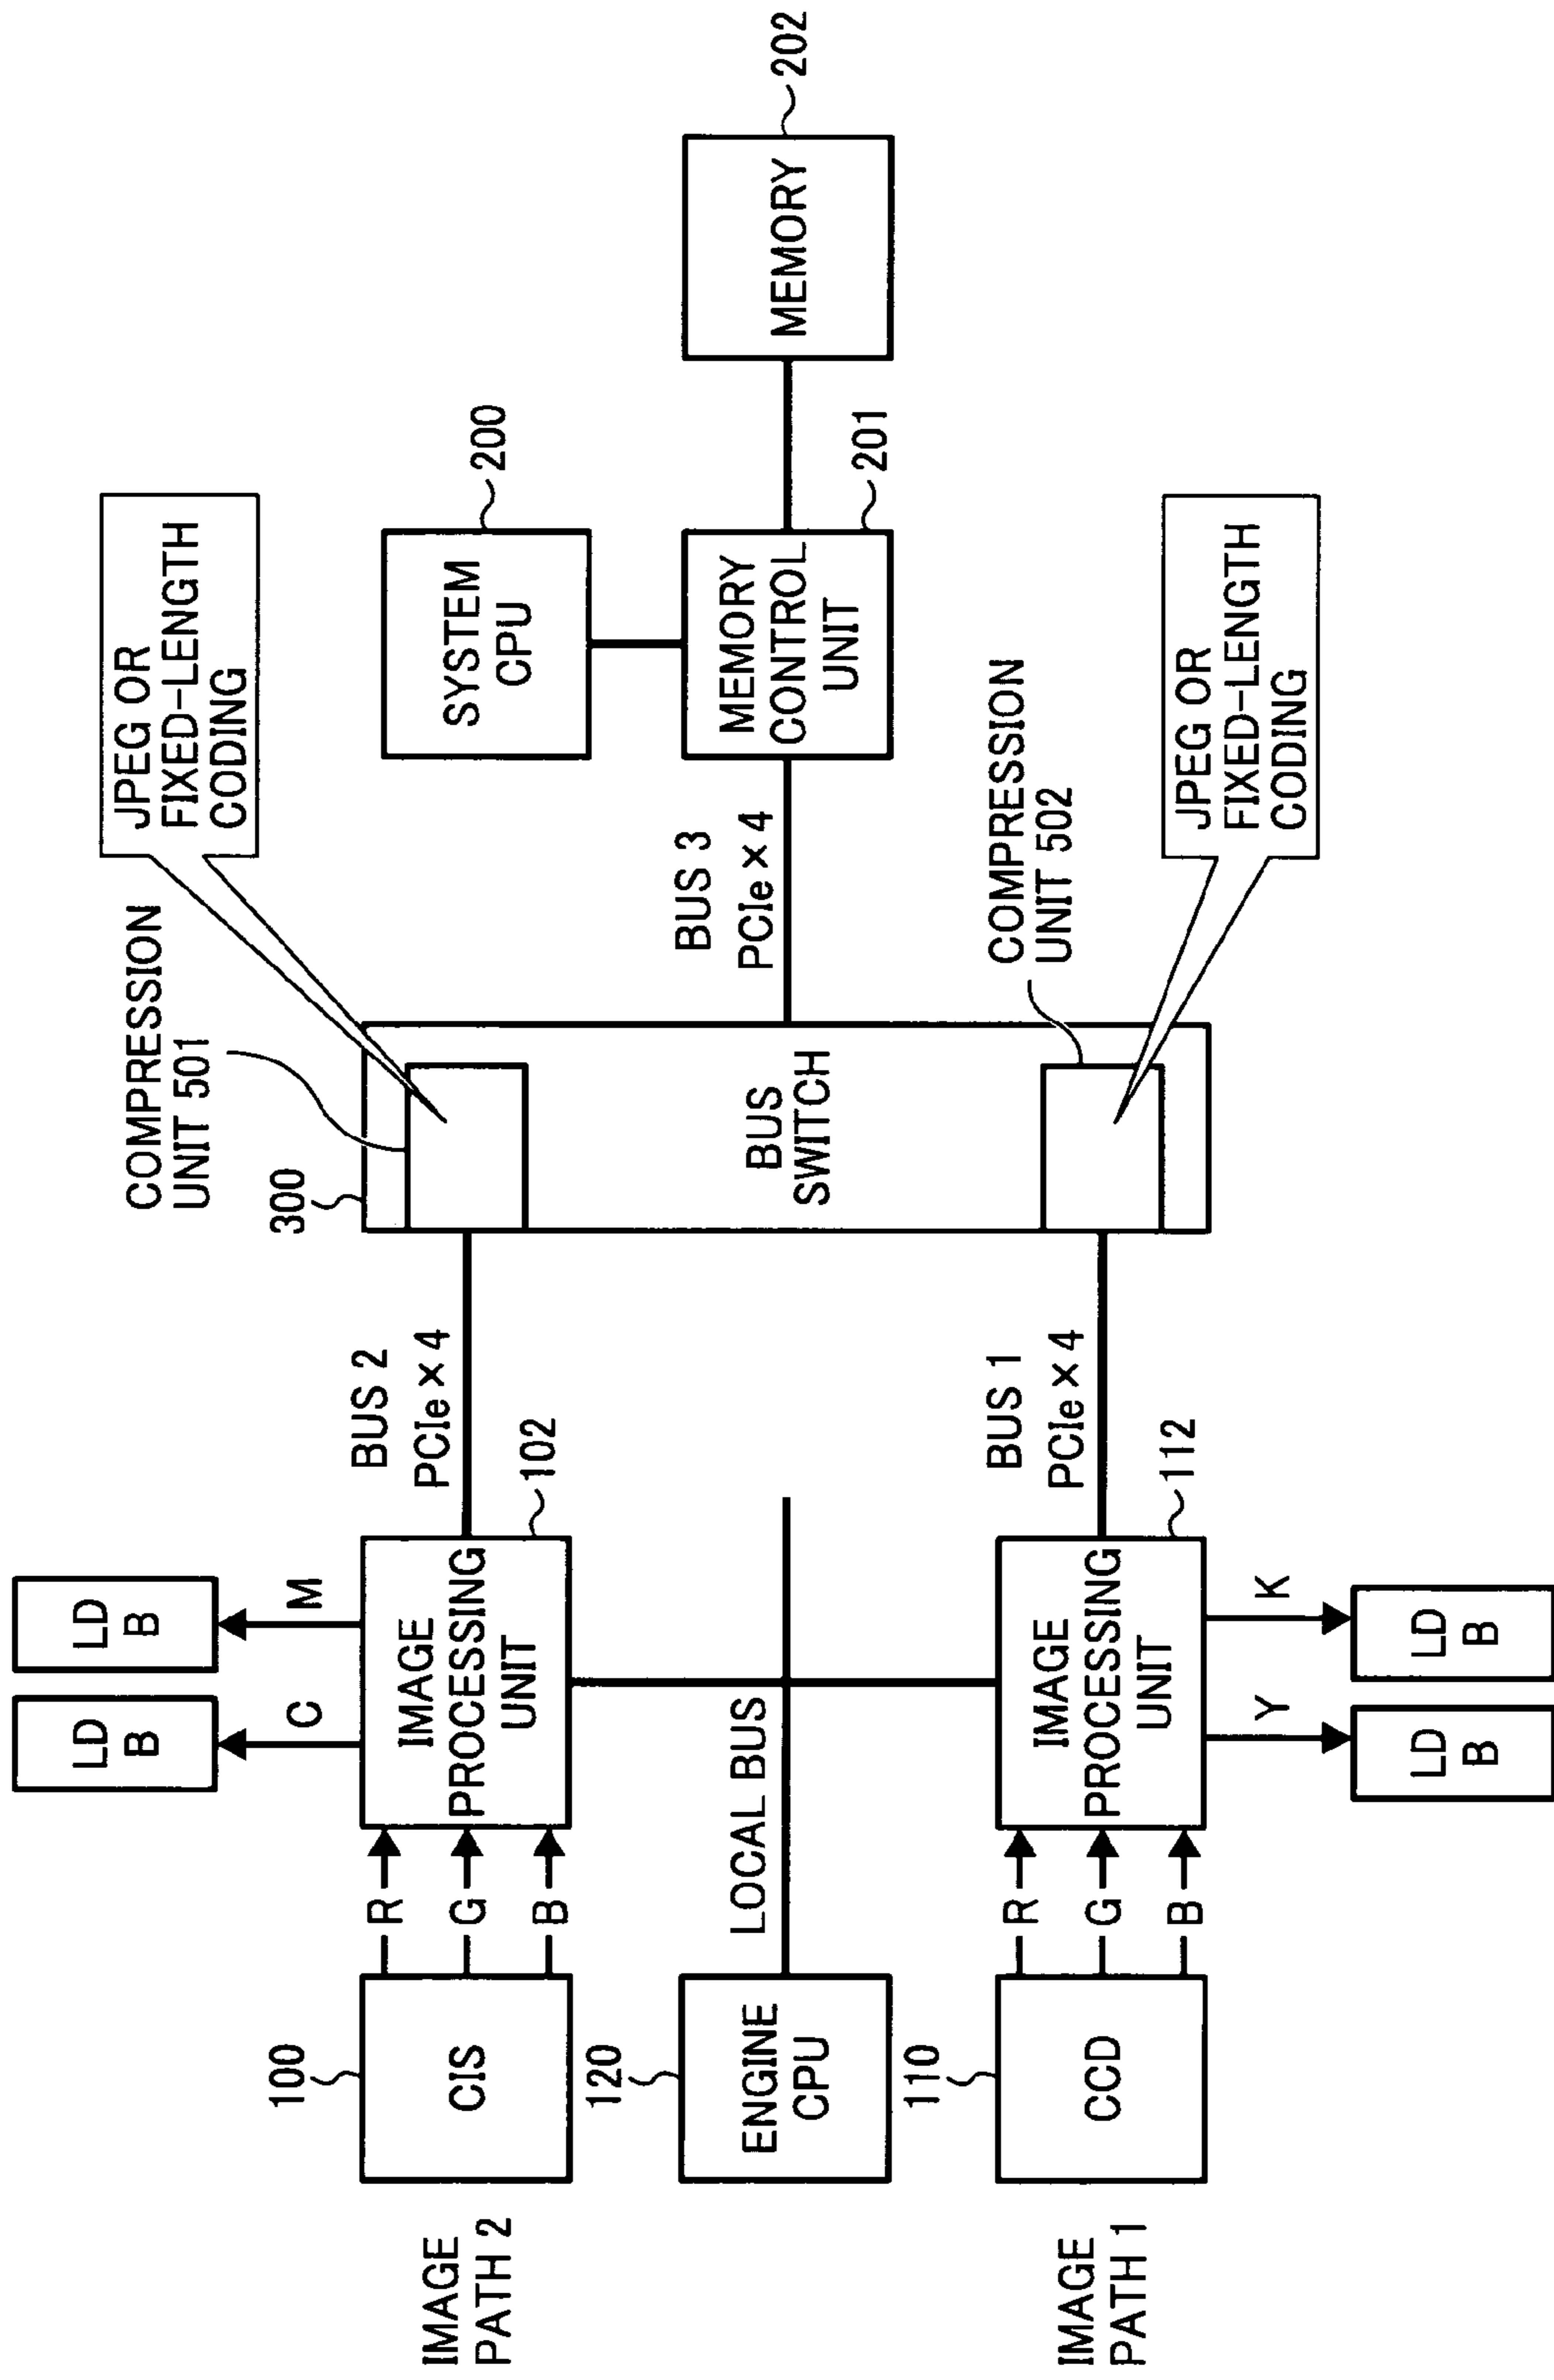 IMAGE
PATH 2
100
CIS
R
G
B
LD
B
C
LD
B
M
IMAGE
PROCESSING
UNIT
102
BUS 2
PCIe × 4
300
COMPRESSION
UNIT 501
JPEG OR
FIXED-LENGTH
CODING
120
ENGINE
CPU
LOCAL BUS
BUS
SWITCH
BUS 3
PCIe × 4
SYSTEM
CPU
200
MEMORY
CONTROL
UNIT
201
MEMORY
202
IMAGE
PATH 1
110
CCD
R
G
B
IMAGE
PROCESSING
UNIT
112
Y
LD
B
K
LD
B
BUS 1
PCIe × 4
COMPRESSION
UNIT 502
JPEG OR
FIXED-LENGTH
CODING